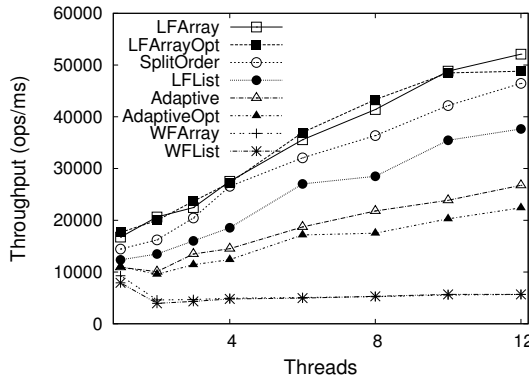 60000
50000
40000
30000
20000
10000
0
Throughput (ops/ms)
LFArray
LFArrayOpt
SplitOrder
LFList
Adaptive
AdaptiveOpt
WFArray
WFList
4
8
12
Threads